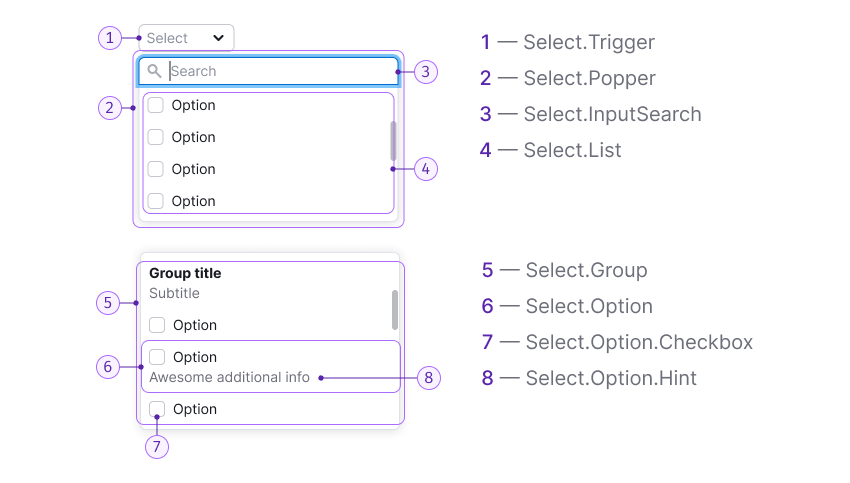 1
Select
Search
3
2
Option
Option
Option
4
Option
1 — Select.Trigger
2 — Select.Popper
3 — Select.InputSearch
4 — Select.List
Group title
Subtitle
5
Option
6
Option
Awesome additional info
8
Option
7
5 — Select.Group
6 — Select.Option
7 — Select.Option.Checkbox
8 — Select.Option.Hint